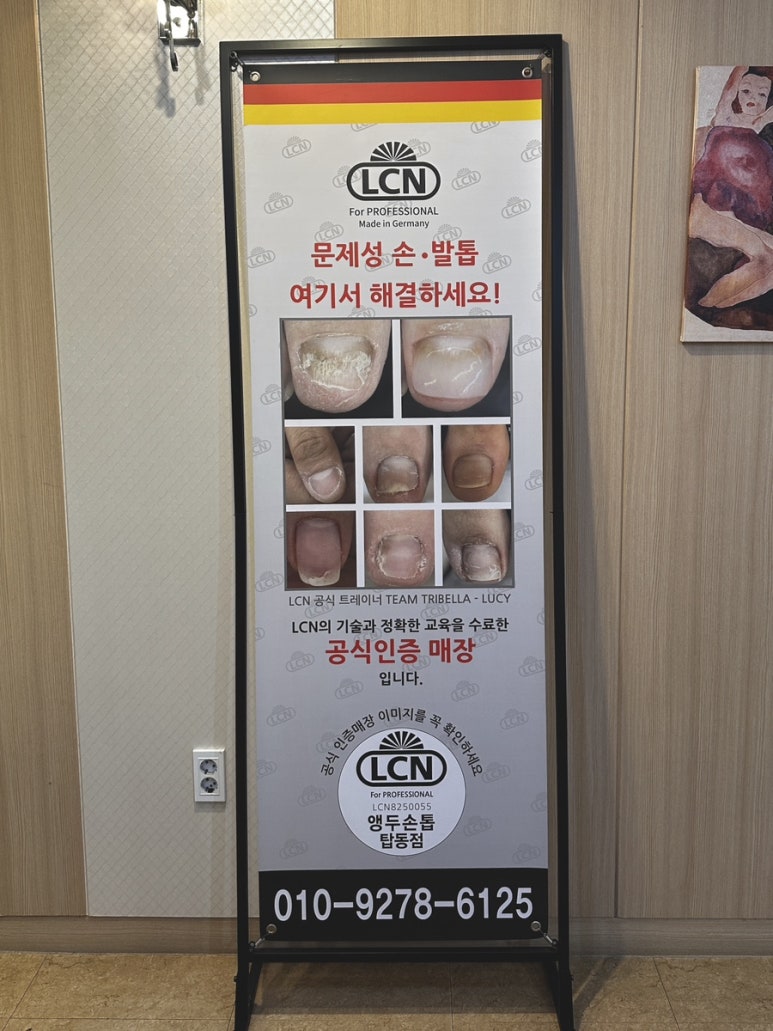 LCN
For PROFESSIONAL
Made in Germany
문제성 손·발톱
여기서 해결하세요!
LCN 공식 트레이너 TEAM TRIBELLA - LUCY
LCN의 기술과 정확한 교육을 수료한
공식인증 매장
입니다.
공식 인증매장 이미지를 꼭 확인하세요
LCN
For PROFESSIONAL
LCN8250055
앵두손톱
탑동점
010-9278-6125